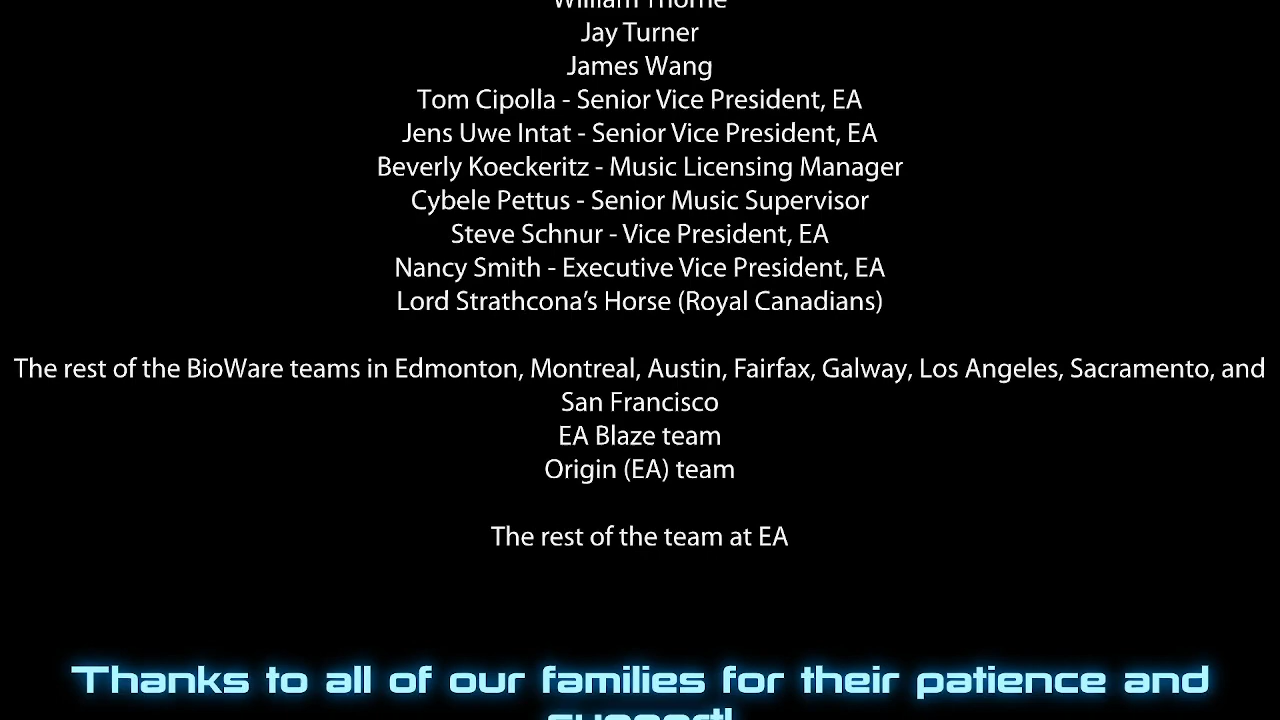 William Thorne
Jay Turner
James Wang
Tom Cipolla - Senior Vice President, EA
Jens Uwe Intat - Senior Vice President, EA
Beverly Koeckeritz - Music Licensing Manager
Cybele Pettus - Senior Music Supervisor
Steve Schnur - Vice President, EA
Nancy Smith - Executive Vice President, EA
Lord Strathcona’s Horse (Royal Canadians)
The rest of the BioWare teams in Edmonton, Montreal, Austin, Fairfax, Galway, Los Angeles, Sacramento, and
San Francisco
EA Blaze team
Origin (EA) team
The rest of the team at EA
Thanks to all of our families for their patience and
support!